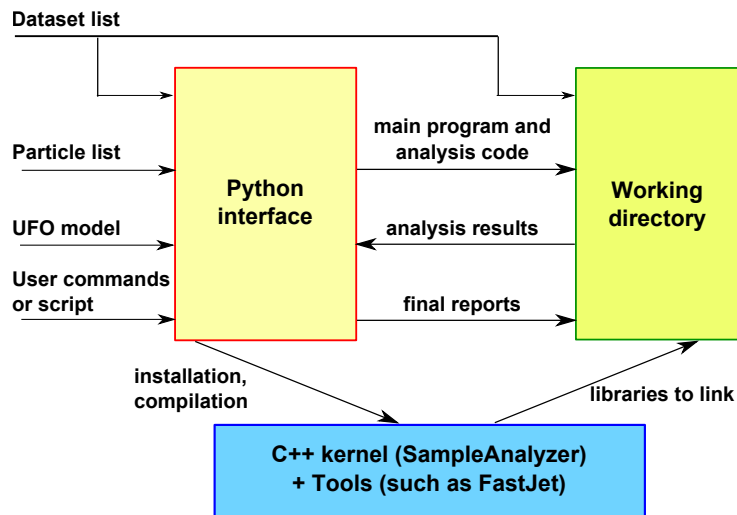 Dataset list
Particle list
UFO model
User commands
or script
Python
interface
main program and
analysis code
analysis results
final reports
Working
directory
installation,
compilation
libraries to link
C++ kernel (SampleAnalyzer)
+ Tools (such as FastJet)